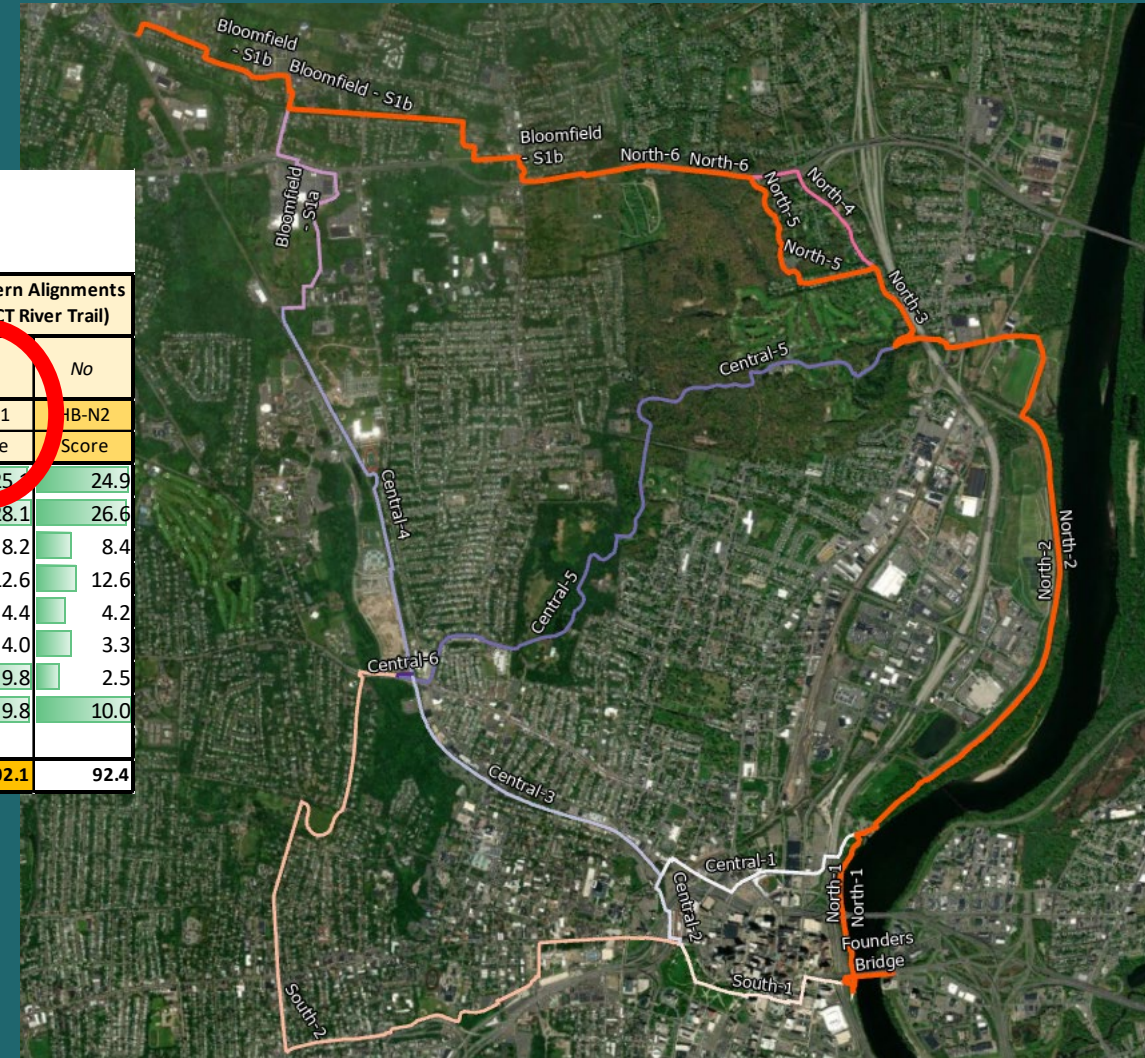 ern Alignments
CT River Trail)
No
1
HB-N2
e
Score
24.9
28.1
26.6
8.2
8.4
12.6
12.6
4.4
4.2
4.0
3.3
9.8
2.5
9.8
10.0
02.1
92.4
Bloomfield
- S1b
Bloomfield - S1b
Bloomfield
- S1b
North-6
North-6
North-4
North-5
North-5
Bloomfield
- S1a
North-3
Central-5
Central-4
North-2
North-2
Central-5
Central-6
Central-3
Central-1
Central-2
North-1
North-1
Founders
Bridge
South-1
South-2